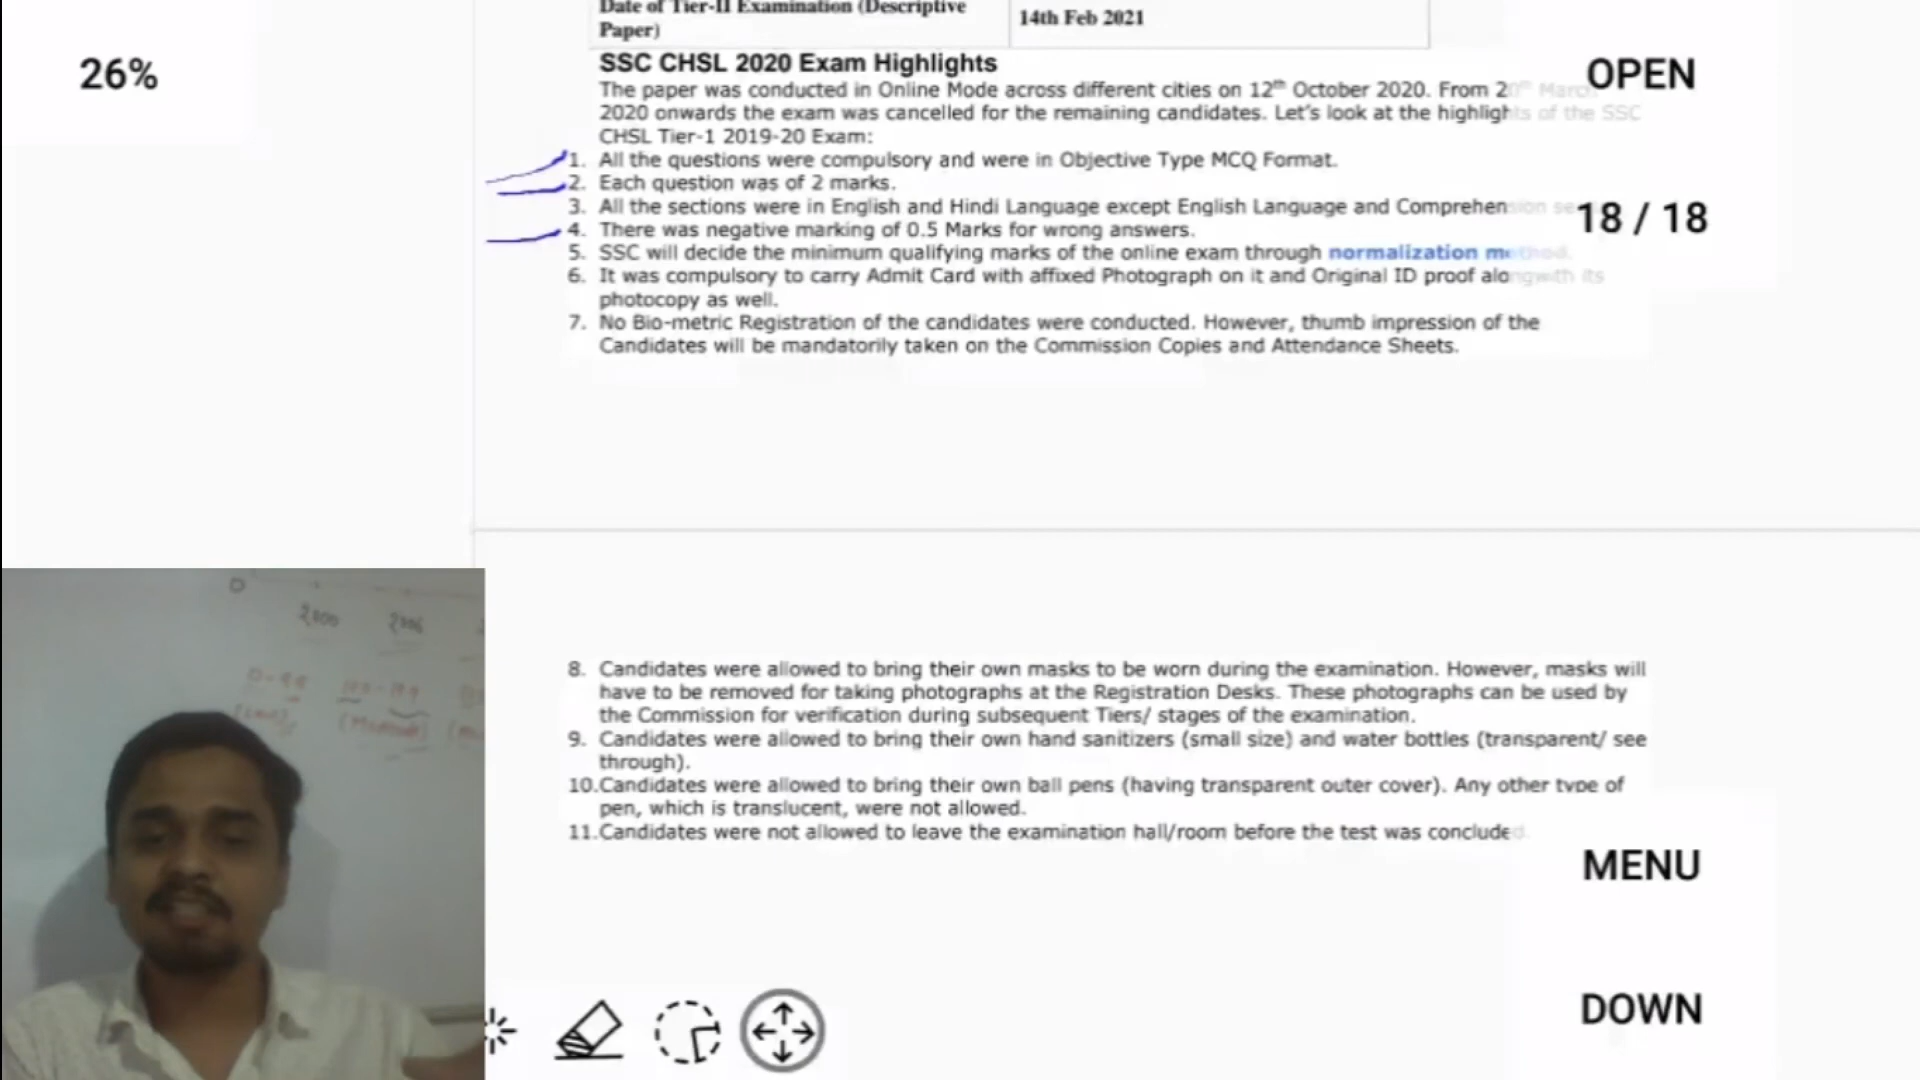 Date of Tier-II Examination (Descriptive
Paper)
14th Feb 2021
26%
OPEN
SSC CHSL 2020 Exam Highlights
The paper was conducted in Online Mode across different cities on 12th October 2020. From 20th March
2020 onwards the exam was cancelled for the remaining candidates. Let's look at the highlights of the SSC
CHSL Tier-1 2019-20 Exam:
1. All the questions were compulsory and were in Objective Type MCQ Format.
2. Each question was of 2 marks.
3. All the sections were in English and Hindi Language except English Language and Comprehension
18 / 18
4. There was negative marking of 0.5 Marks for wrong answers.
5. SSC will decide the minimum qualifying marks of the online exam through normalization method.
6. It was compulsory to carry Admit Card with affixed Photograph on it and Original ID proof alongwith its
photocopy as well.
7. No Bio-metric Registration of the candidates were conducted. However, thumb impression of the
Candidates will be mandatorily taken on the Commission Copies and Attendance Sheets.
8. Candidates were allowed to bring their own masks to be worn during the examination. However, masks will
have to be removed for taking photographs at the Registration Desks. These photographs can be used by
the Commission for verification during subsequent Tiers/ stages of the examination.
9. Candidates were allowed to bring their own hand sanitizers (small size) and water bottles (transparent/ see
through).
10.Candidates were allowed to bring their own ball pens (having transparent outer cover). Any other type of
pen, which is translucent, were not allowed.
11.Candidates were not allowed to leave the examination hall/room before the test was concluded.
MENU
DOWN